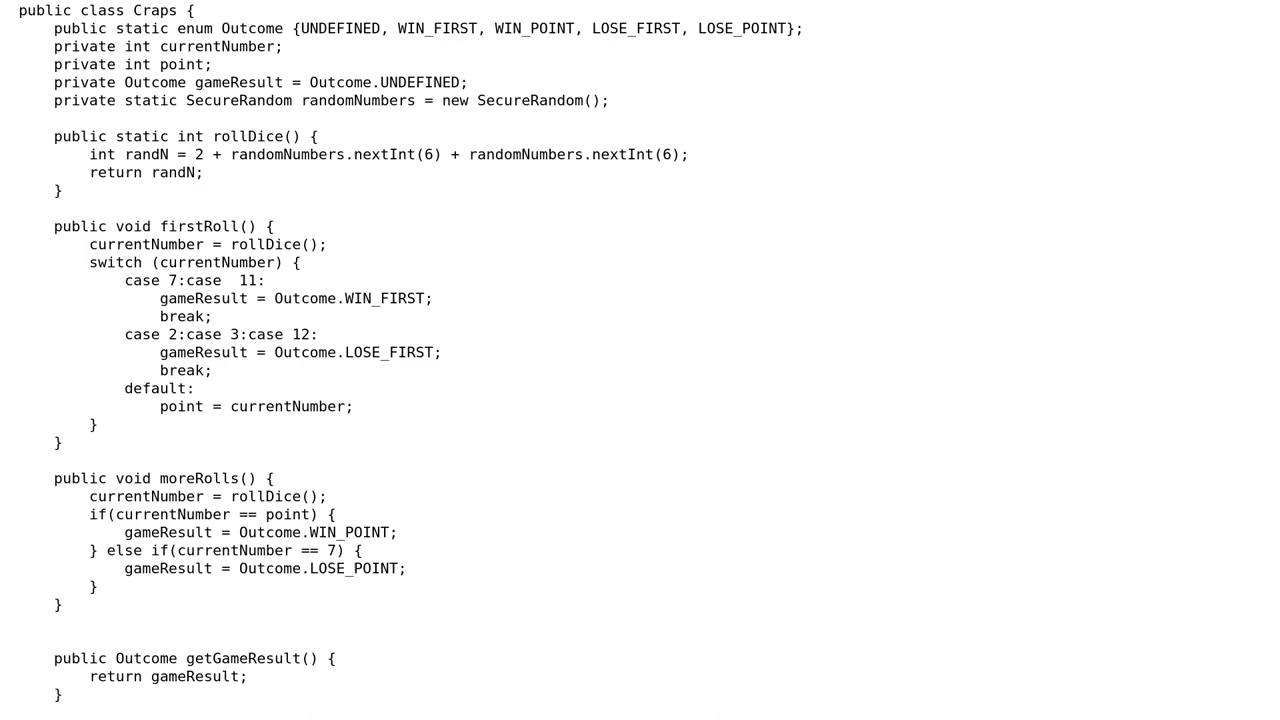 public class Craps {
    public static enum Outcome {UNDEFINED, WIN_FIRST, WIN_POINT, LOSE_FIRST, LOSE_POINT};
    private int currentNumber;
    private int point;
    private Outcome gameResult = Outcome.UNDEFINED;
    private static SecureRandom randomNumbers = new SecureRandom();

    public static int rollDice() {
        int randN = 2 + randomNumbers.nextInt(6) + randomNumbers.nextInt(6);
        return randN;
    }

    public void firstRoll() {
        currentNumber = rollDice();
        switch (currentNumber) {
            case 7:case  11:
                gameResult = Outcome.WIN_FIRST;
                break;
            case 2:case 3:case 12:
                gameResult = Outcome.LOSE_FIRST;
                break;
            default:
                point = currentNumber;
        }
    }

    public void moreRolls() {
        currentNumber = rollDice();
        if(currentNumber == point) {
            gameResult = Outcome.WIN_POINT;
        } else if(currentNumber == 7) {
            gameResult = Outcome.LOSE_POINT;
        }
    }


    public Outcome getGameResult() {
        return gameResult;
    }